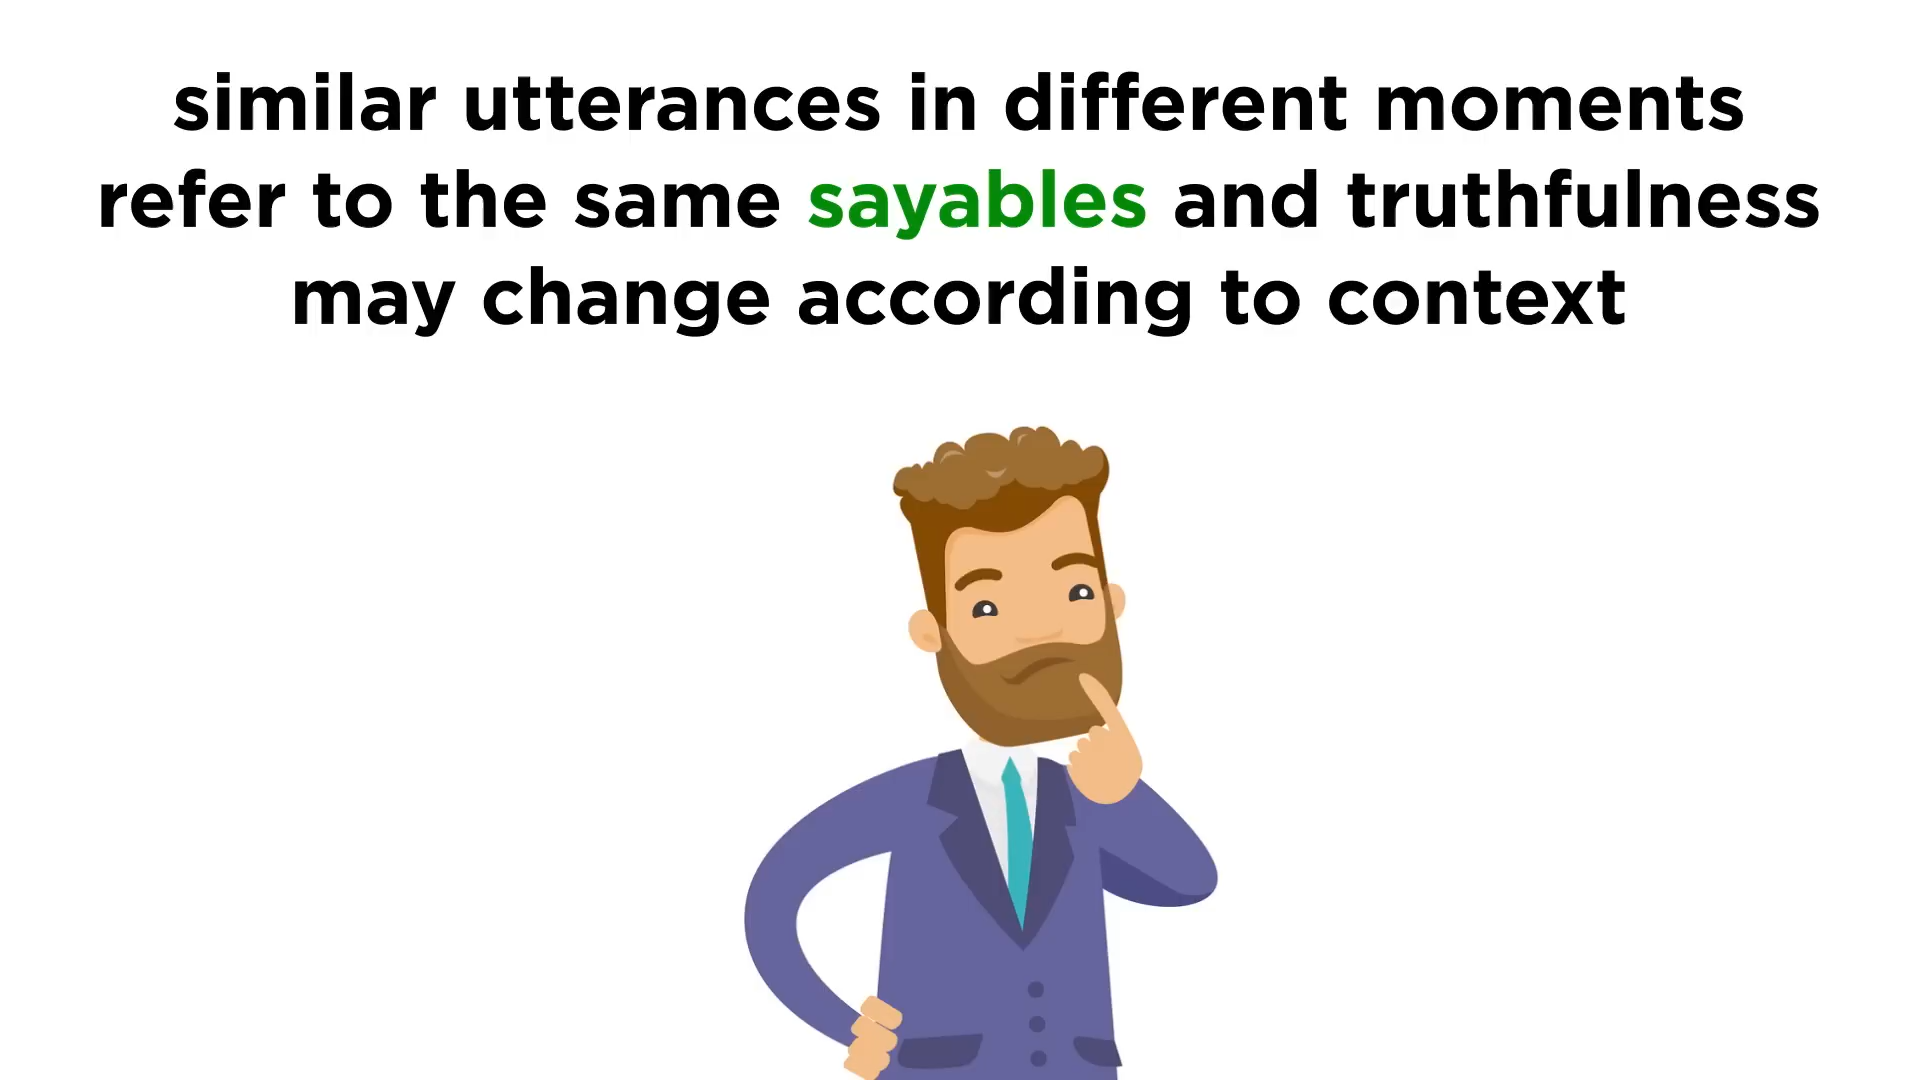 similar utterances in different moments
refer to the same sayables and truthfulness
may change according to context